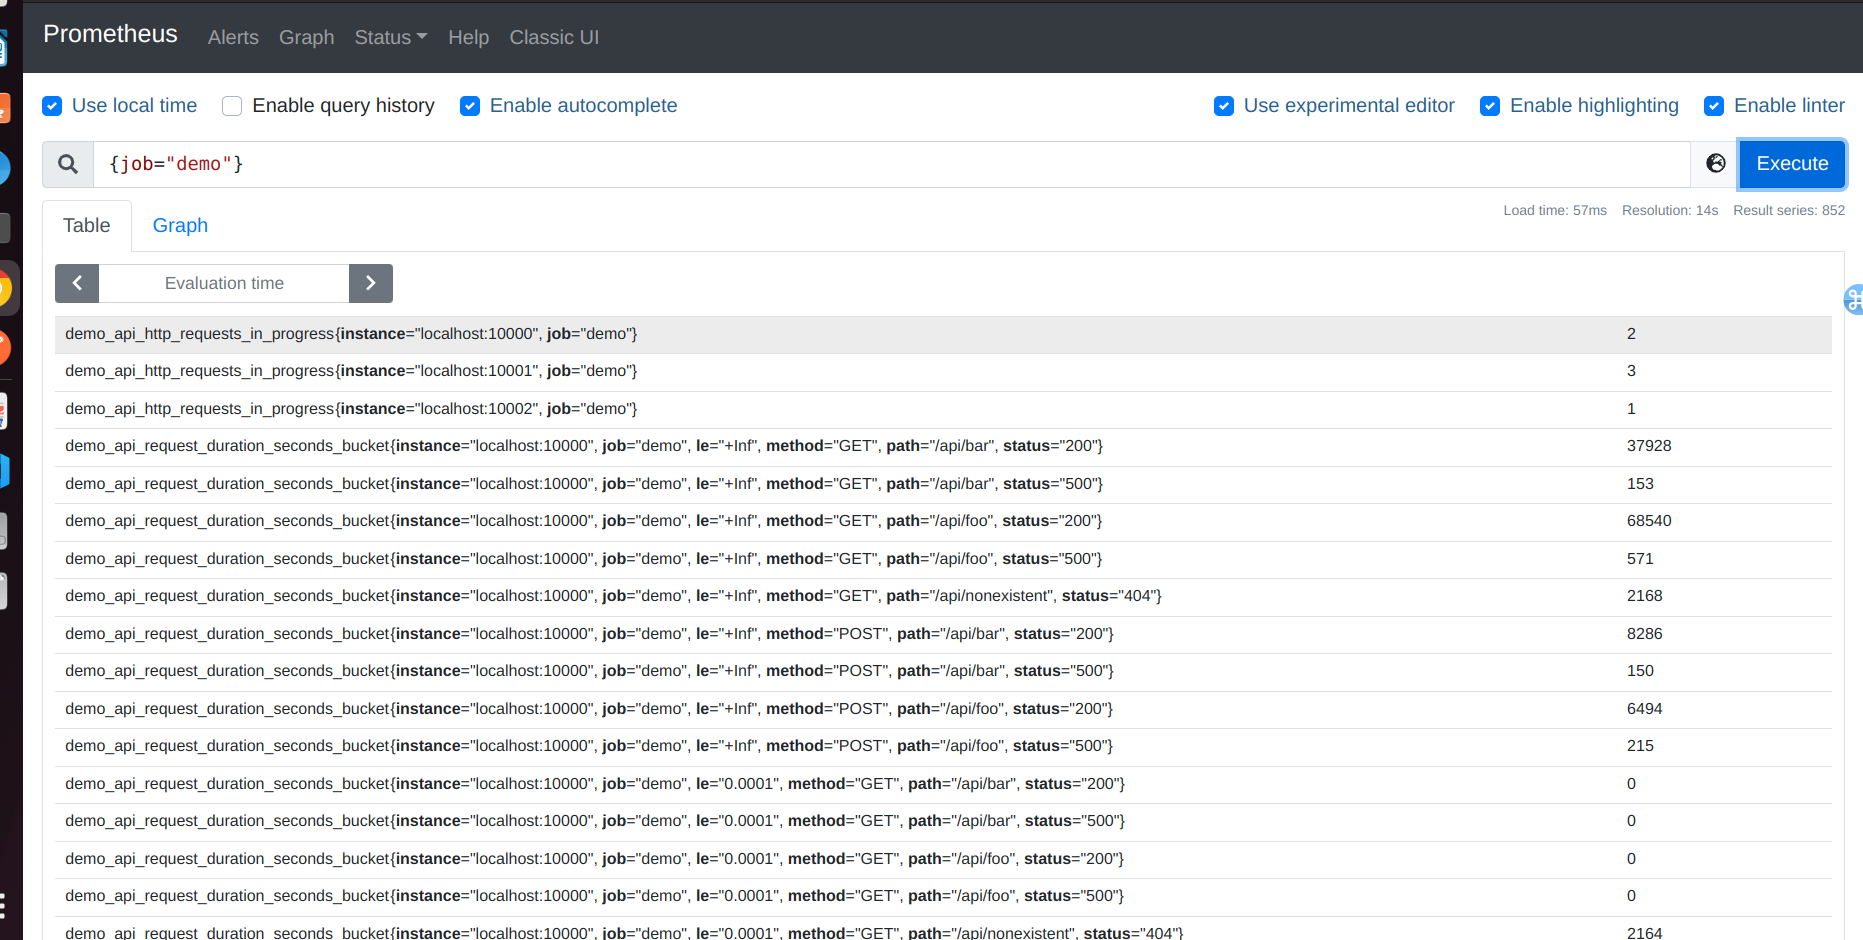 Prometheus Alerts Graph Status Help Classic UI
Use local time Enable query history Enable autocomplete Use experimental editor Enable highlighting Enable linter
{job="demo"} Execute
Load time: 57ms Resolution: 14s Result series: 852
Table Graph
Evaluation time
demo_api_http_requests_in_progress{instance="localhost:10000", job="demo"} 2
demo_api_http_requests_in_progress{instance="localhost:10001", job="demo"} 3
demo_api_http_requests_in_progress{instance="localhost:10002", job="demo"} 1
demo_api_request_duration_seconds_bucket{instance="localhost:10000", job="demo", le="+Inf", method="GET", path="/api/bar", status="200"} 37928
demo_api_request_duration_seconds_bucket{instance="localhost:10000", job="demo", le="+Inf", method="GET", path="/api/bar", status="500"} 153
demo_api_request_duration_seconds_bucket{instance="localhost:10000", job="demo", le="+Inf", method="GET", path="/api/foo", status="200"} 68540
demo_api_request_duration_seconds_bucket{instance="localhost:10000", job="demo", le="+Inf", method="GET", path="/api/foo", status="500"} 571
demo_api_request_duration_seconds_bucket{instance="localhost:10000", job="demo", le="+Inf", method="GET", path="/api/nonexistent", status="404"} 2168
demo_api_request_duration_seconds_bucket{instance="localhost:10000", job="demo", le="+Inf", method="POST", path="/api/bar", status="200"} 8286
demo_api_request_duration_seconds_bucket{instance="localhost:10000", job="demo", le="+Inf", method="POST", path="/api/bar", status="500"} 150
demo_api_request_duration_seconds_bucket{instance="localhost:10000", job="demo", le="+Inf", method="POST", path="/api/foo", status="200"} 6494
demo_api_request_duration_seconds_bucket{instance="localhost:10000", job="demo", le="+Inf", method="POST", path="/api/foo", status="500"} 215
demo_api_request_duration_seconds_bucket{instance="localhost:10000", job="demo", le="0.0001", method="GET", path="/api/bar", status="200"} 0
demo_api_request_duration_seconds_bucket{instance="localhost:10000", job="demo", le="0.0001", method="GET", path="/api/bar", status="500"} 0
demo_api_request_duration_seconds_bucket{instance="localhost:10000", job="demo", le="0.0001", method="GET", path="/api/foo", status="200"} 0
demo_api_request_duration_seconds_bucket{instance="localhost:10000", job="demo", le="0.0001", method="GET", path="/api/foo", status="500"} 0
demo_api_request_duration_seconds_bucket{instance="localhost:10000", job="demo", le="0.0001", method="GET", path="/api/nonexistent", status="404"} 2164